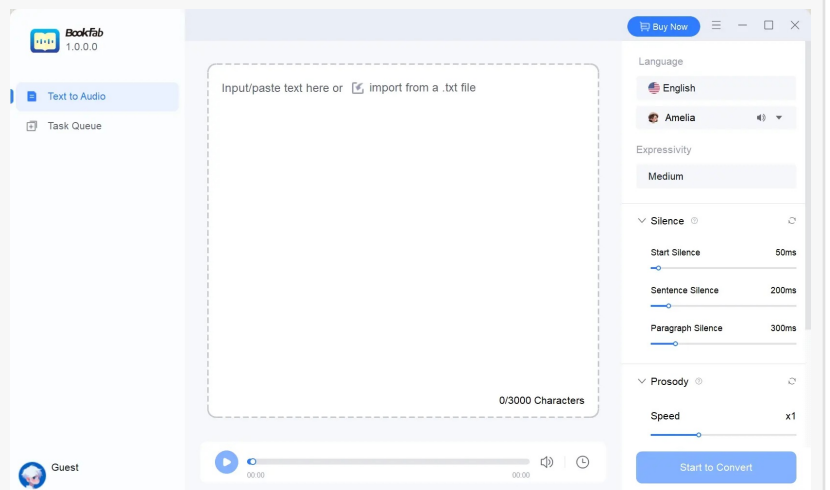 BookFab
1.0.0.0
Buy Now
Text to Audio
Task Queue
Input/paste text here or import from a .txt file
0/3000 Characters
00:00
00:00
Guest
Language
English
Amelia
Expressivity
Medium
Silence
Start Silence 50ms
Sentence Silence 200ms
Paragraph Silence 300ms
Prosody
Speed x1
Start to Convert